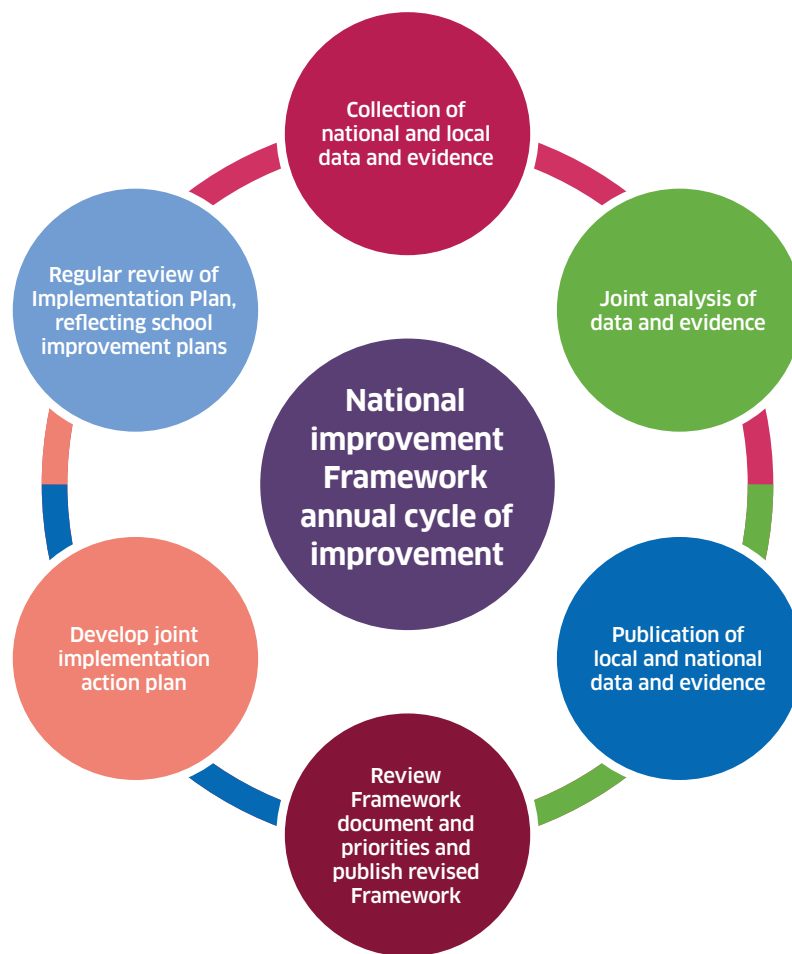 Collection of
national and local
data and evidence
Joint analysis of
data and evidence
Publication of
local and national
data and evidence
Review
Framework
document and
priorities and
publish revised
Framework
Develop joint
implementation
action plan
Regular review of
Implementation Plan,
reflecting school
improvement plans
National
improvement
Framework
annual cycle of
improvement